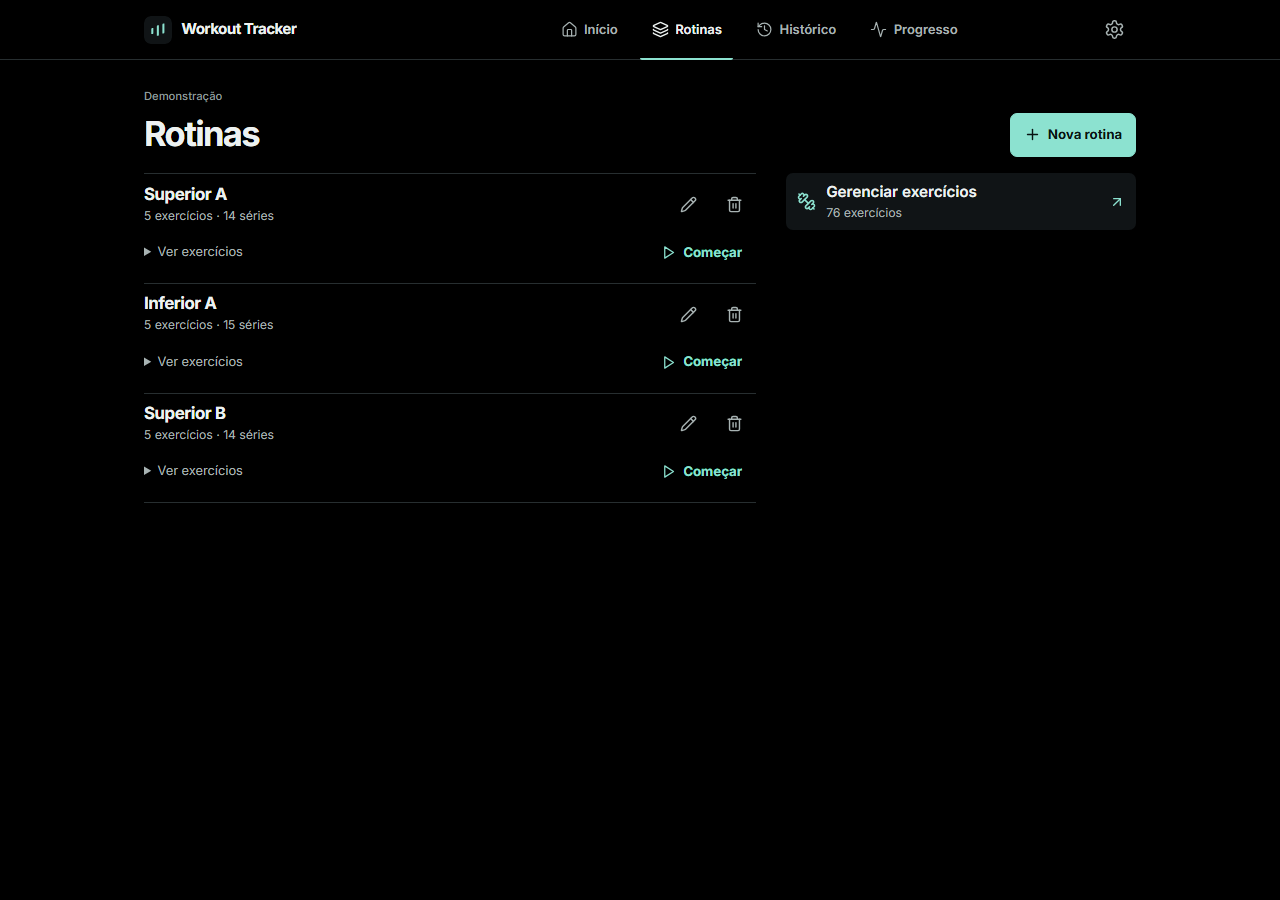 Workout Tracker
Início
Rotinas
Histórico
Progresso
Demonstração
Rotinas
Nova rotina
Superior A
5 exercícios · 14 séries
Ver exercícios
Começar
Gerenciar exercícios
76 exercícios
Inferior A
5 exercícios · 15 séries
Ver exercícios
Começar
Superior B
5 exercícios · 14 séries
Ver exercícios
Começar